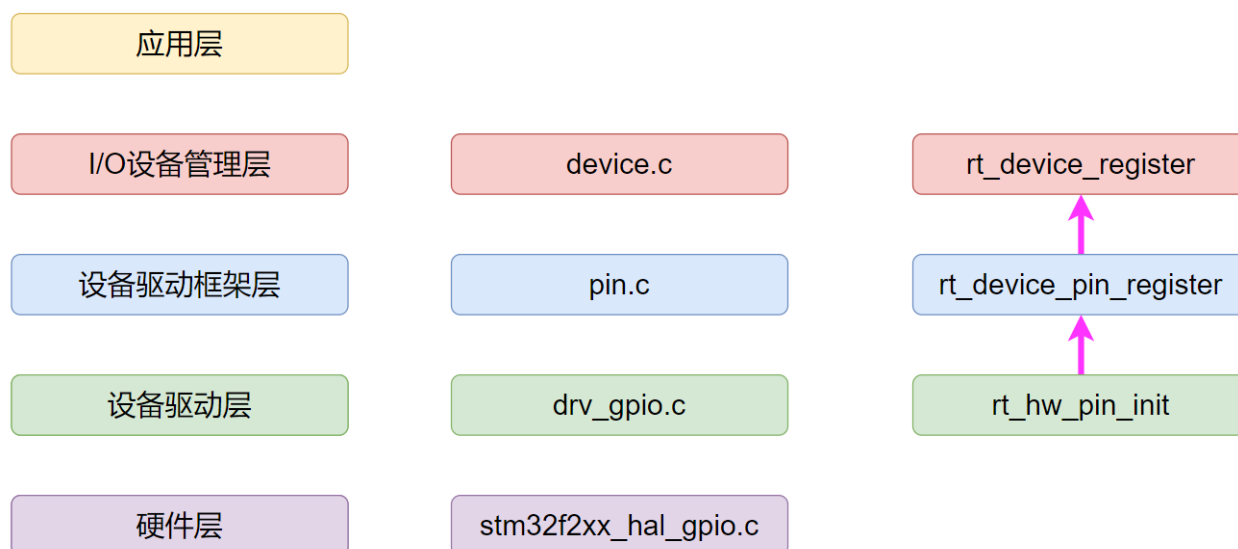 应用层
I/O设备管理层 device.c rt_device_register
设备驱动框架层 pin.c rt_device_pin_register
设备驱动层 drv_gpio.c rt_hw_pin_init
硬件层 stm32f2xx_hal_gpio.c